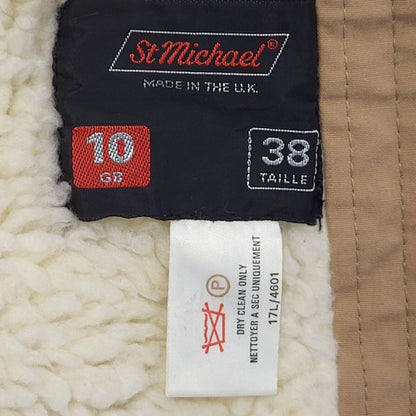 St Michael®
MADE IN THE U.K.
10
GB
38
TAILLE
P
DRY CLEAN ONLY
NETTOYER A SEC UNIQUEMENT
17L/4601